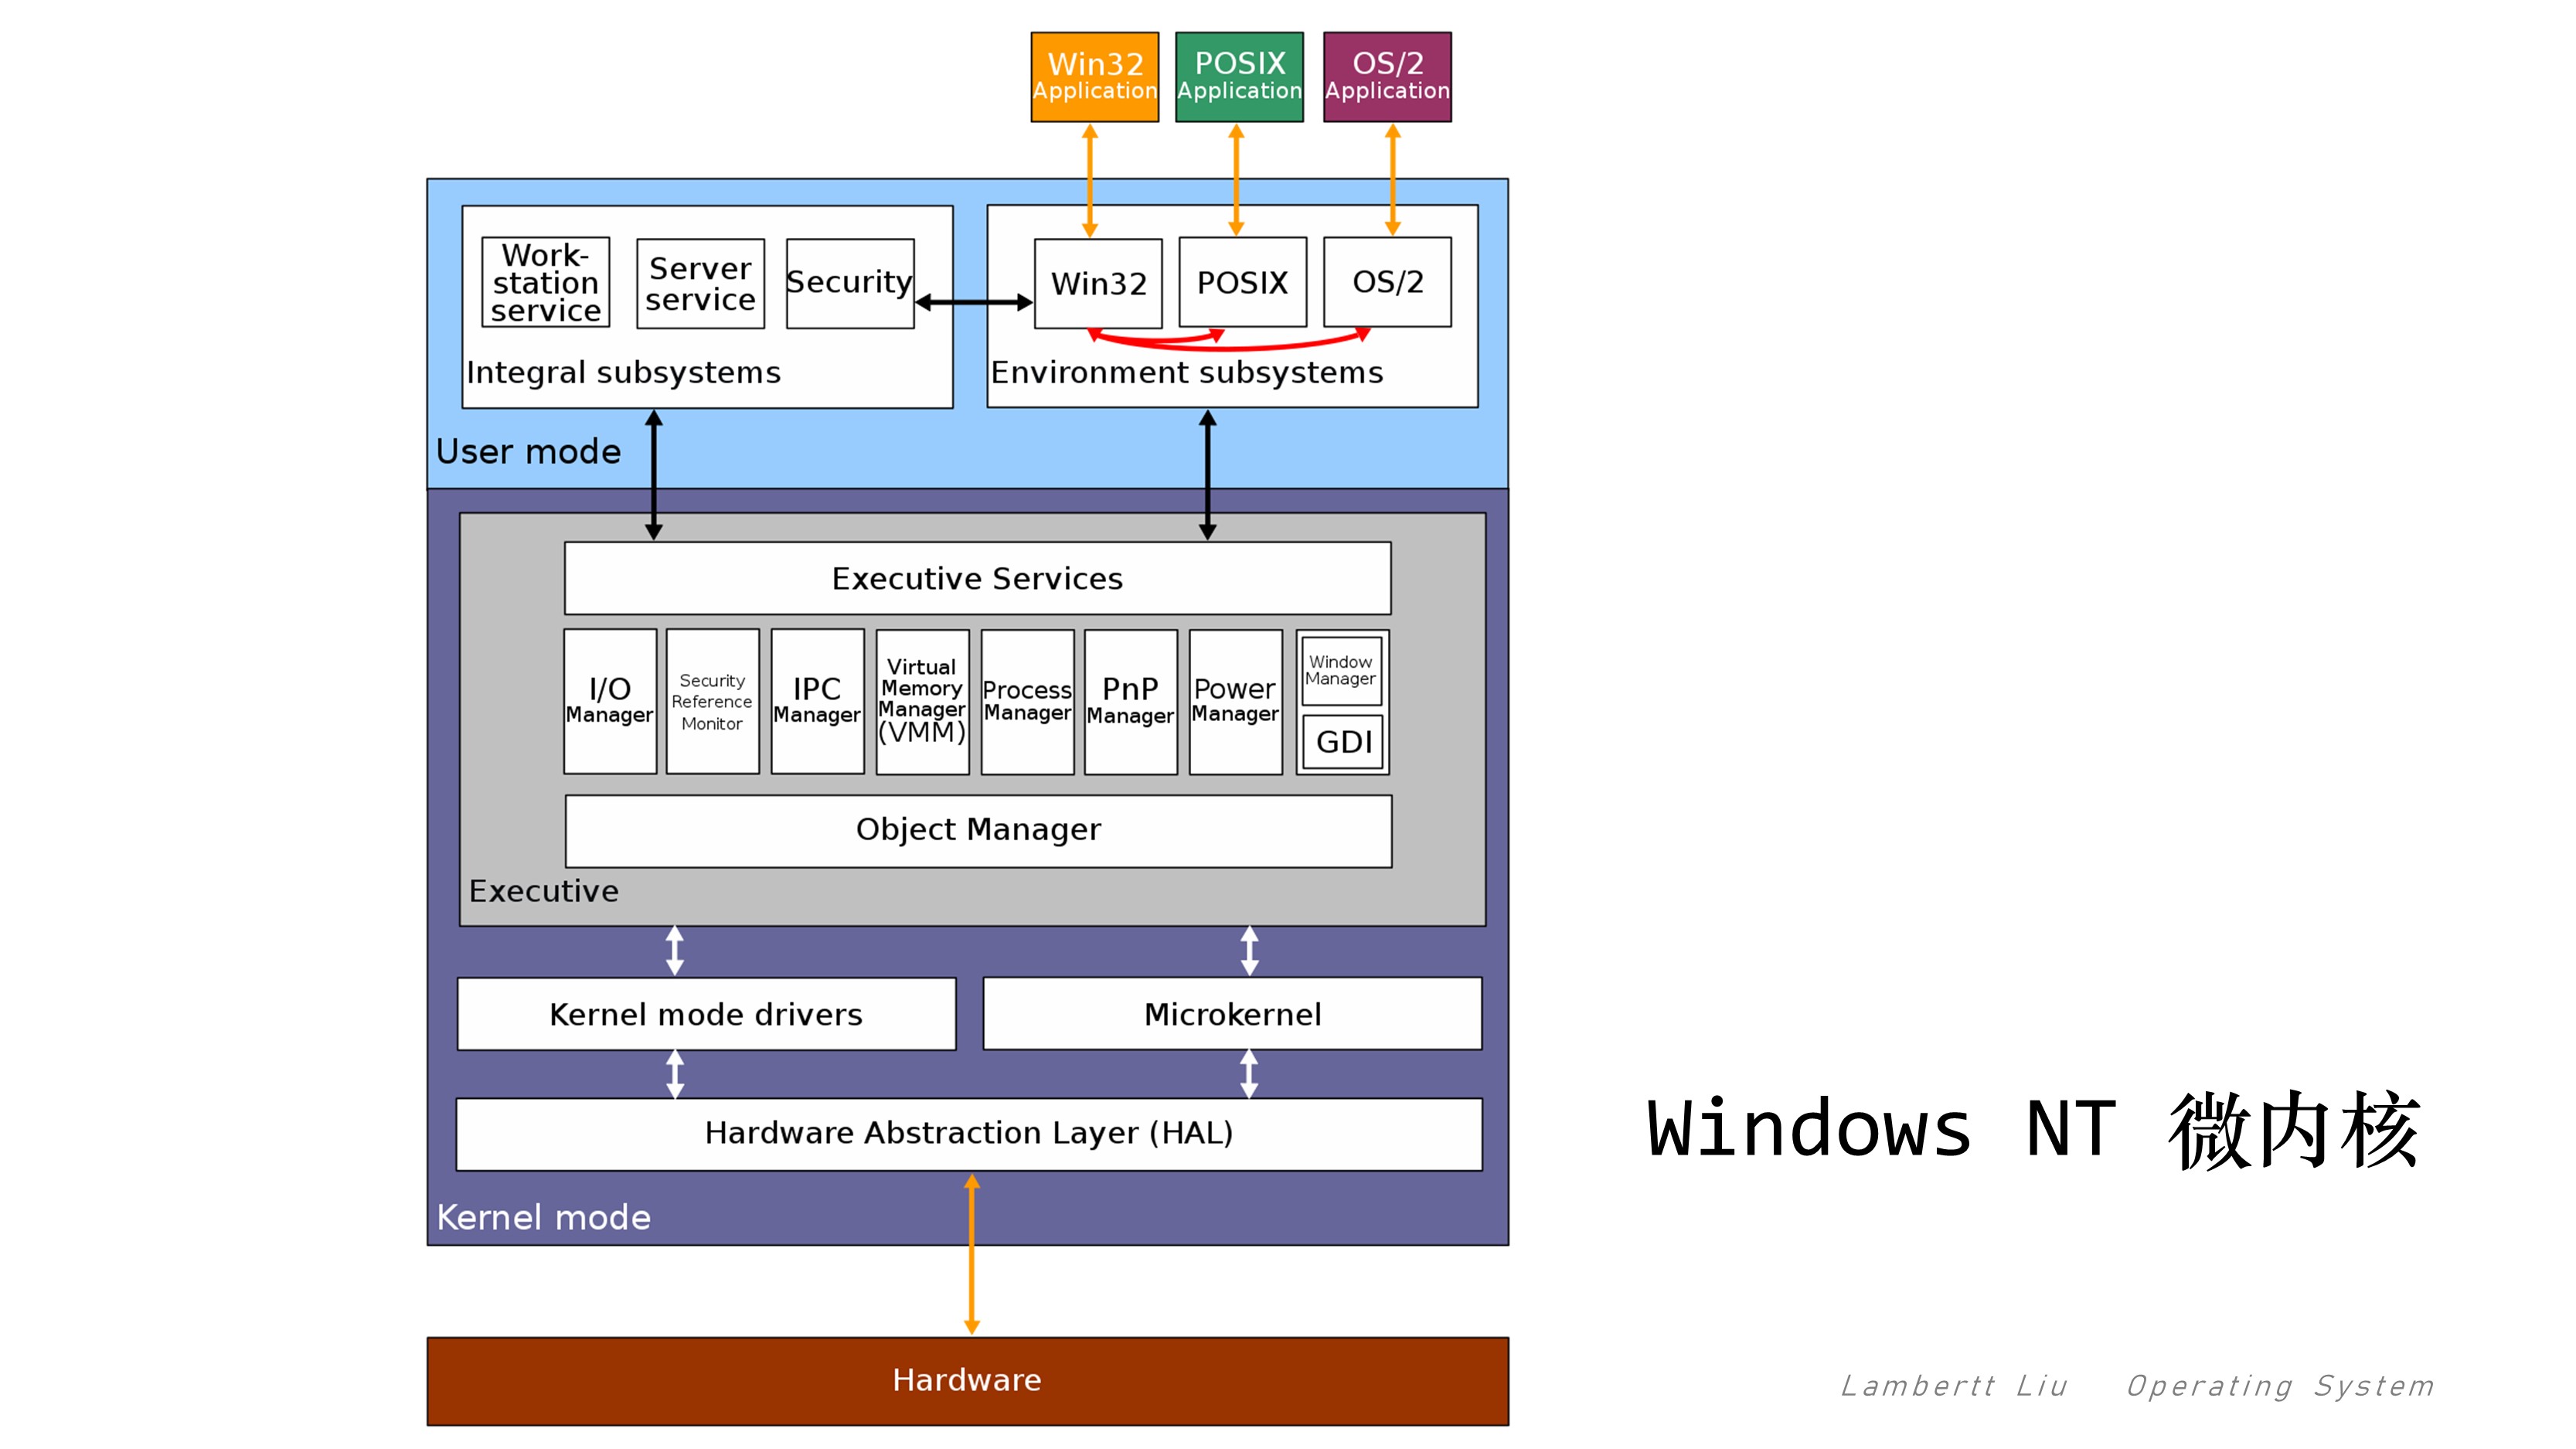 Win32
Application
POSIX
Application
OS/2
Application
Work-
station
service
Server
service
Security
Integral subsystems
Win32
POSIX
OS/2
Environment subsystems
User mode
Executive Services
I/O
Manager
Security
Reference
Monitor
IPC
Manager
Virtual
Memory
Manager
(VMM)
Process
Manager
PnP
Manager
Power
Manager
Window
Manager
GDI
Object Manager
Executive
Kernel mode drivers
Microkernel
Hardware Abstraction Layer (HAL)
Kernel mode
Hardware
Windows NT 微内核
Lambertt Liu Operating System